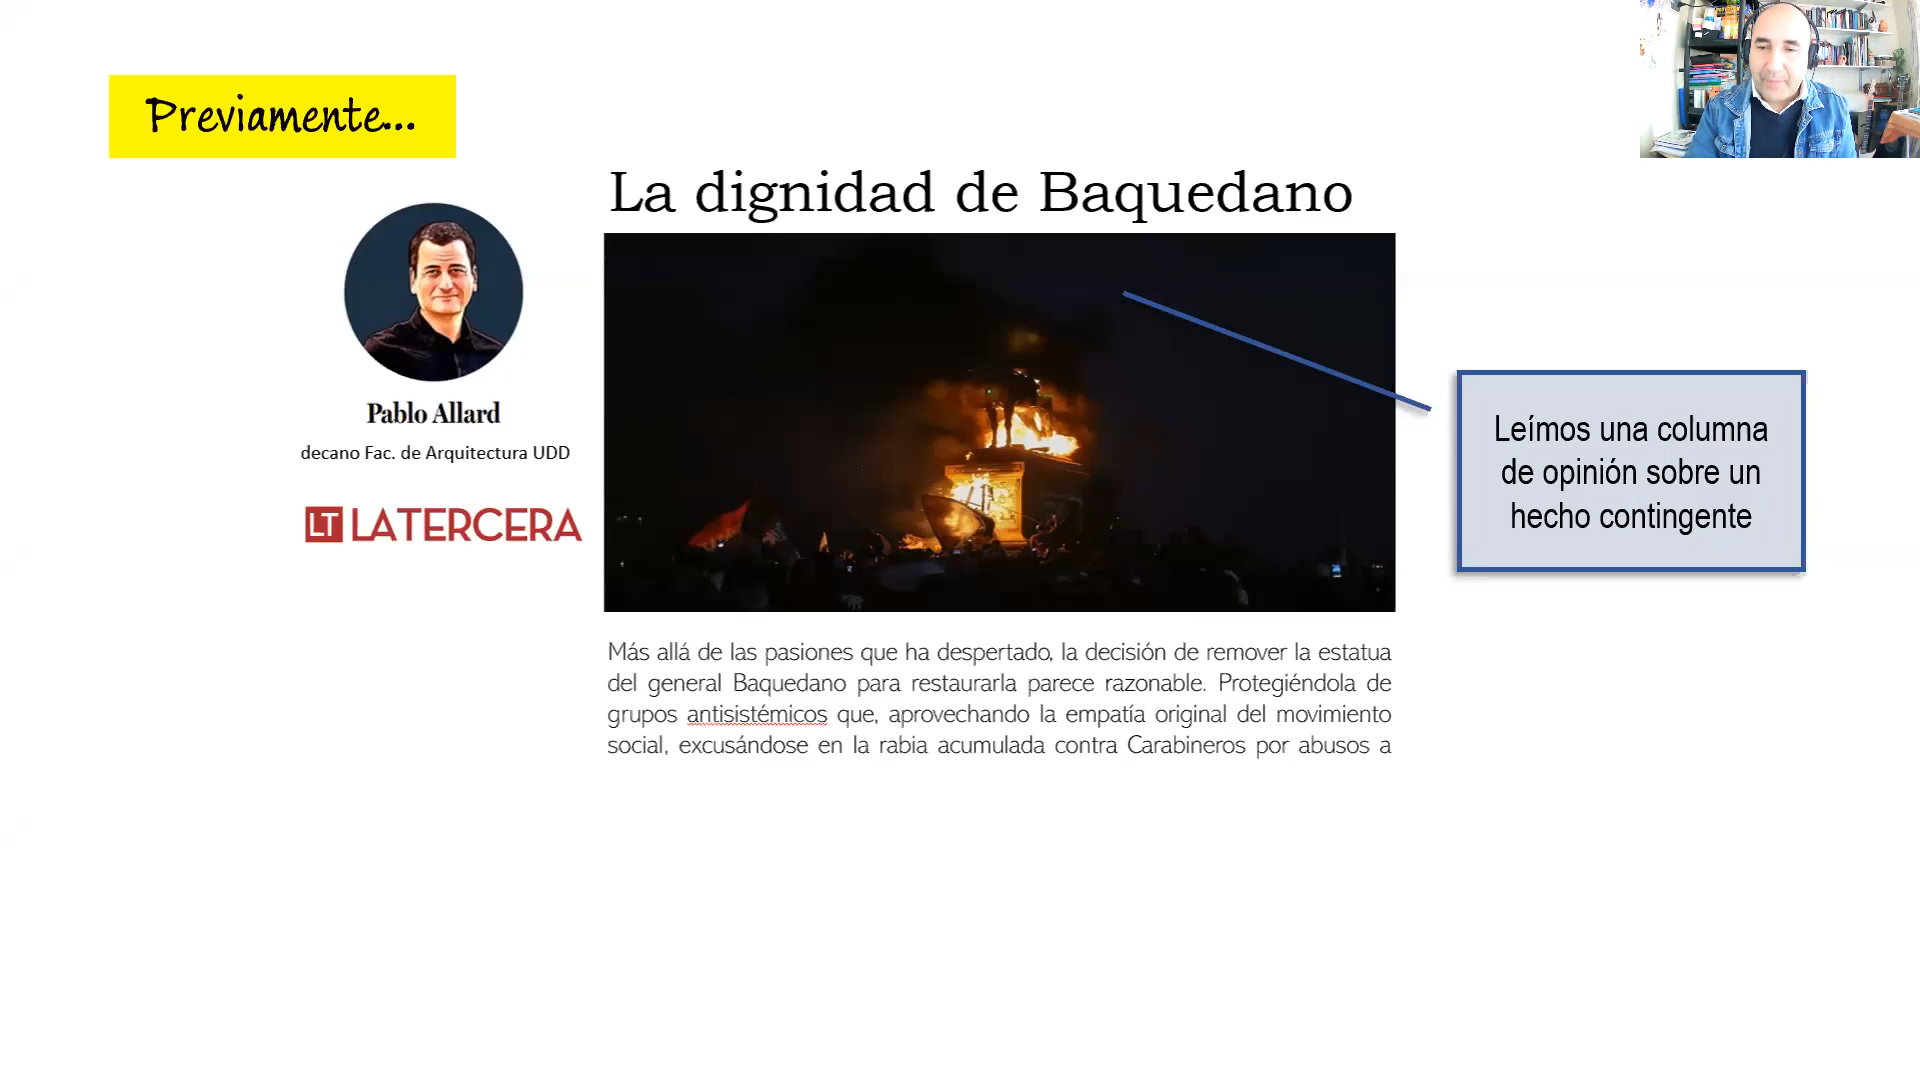 Previamente...
La dignidad de Baquedano
Pablo Allard
decano Fac. de Arquitectura UDD
LT LATERCERA
Leímos una columna
de opinión sobre un
hecho contingente
Más allá de las pasiones que ha despertado, la decisión de remover la estatua
del general Baquedano para restaurarla parece razonable. Protegiéndola de
grupos antisistémicos que, aprovechando la empatía original del movimiento
social, excusándose en la rabia acumulada contra Carabineros por abusos a